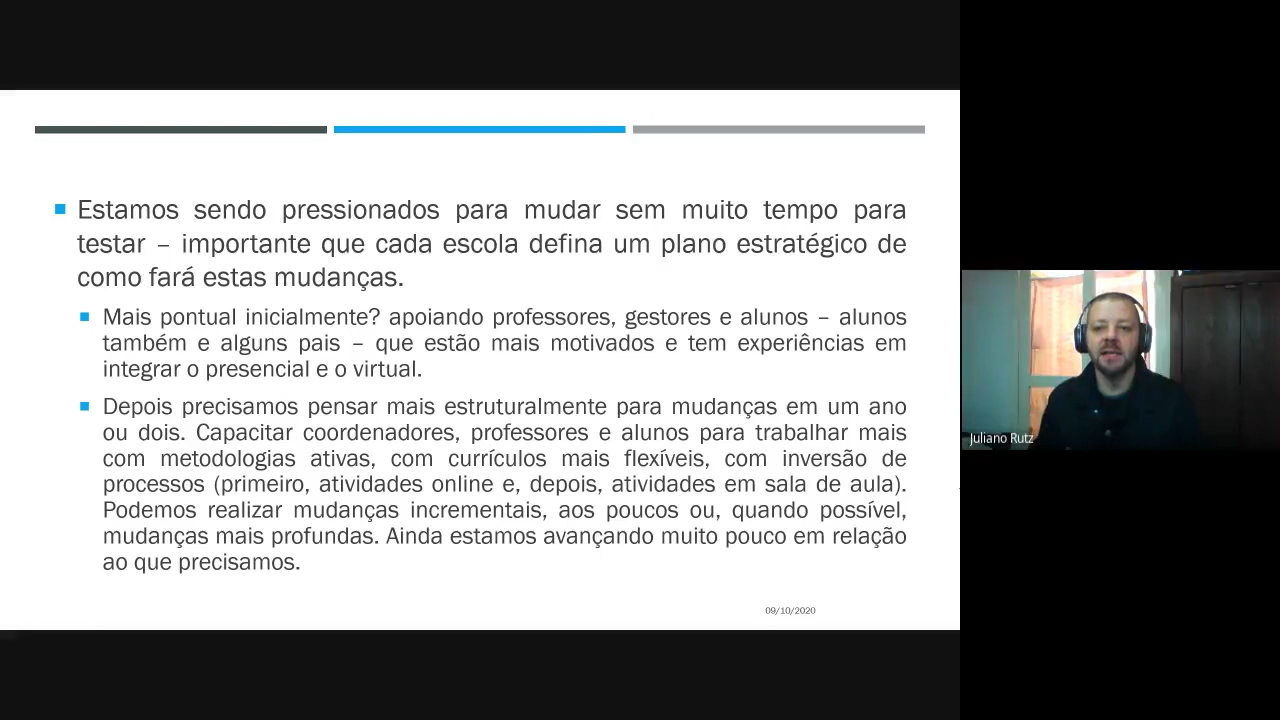 Estamos sendo pressionados para mudar sem muito tempo para
testar – importante que cada escola defina um plano estratégico de
como fará estas mudanças.
Mais pontual inicialmente? apoiando professores, gestores e alunos – alunos
também e alguns pais – que estão mais motivados e tem experiências em
integrar o presencial e o virtual.
Depois precisamos pensar mais estruturalmente para mudanças em um ano
ou dois. Capacitar coordenadores, professores e alunos para trabalhar mais
com metodologias ativas, com currículos mais flexíveis, com inversão de
processos (primeiro, atividades online e, depois, atividades em sala de aula).
Podemos realizar mudanças incrementais, aos poucos ou, quando possível,
mudanças mais profundas. Ainda estamos avançando muito pouco em relação
ao que precisamos.
09/10/2020
Juliano Rutz